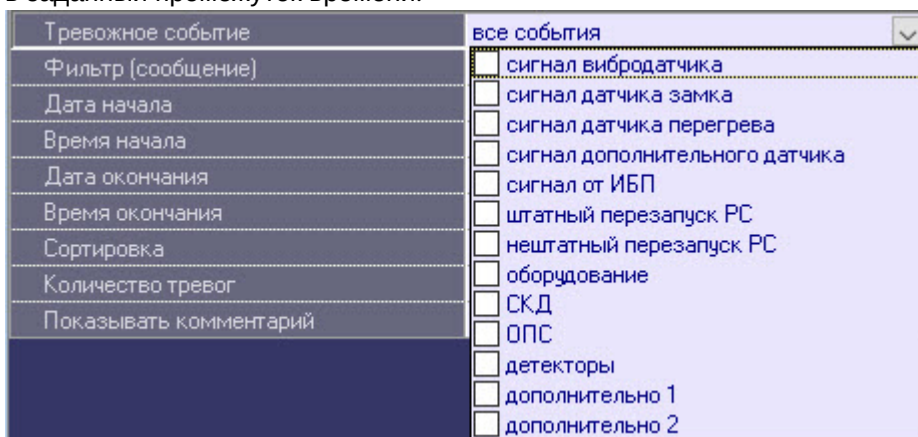 в заданный промежуток времени.
Тревожное событие
все события
Фильтр (сообщение)
сигнал вибродатчика
Дата начала
сигнал датчика замка
Время начала
сигнал датчика перегрева
сигнал дополнительного датчика
Дата окончания
сигнал от ИБП
Время окончания
штатный перезапуск PC
Сортировка
нештатный перезапуск PC
Количество тревог
оборудование
СКД
Показывать комментарий
ОПС
детекторы
дополнительно 1
дополнительно 2